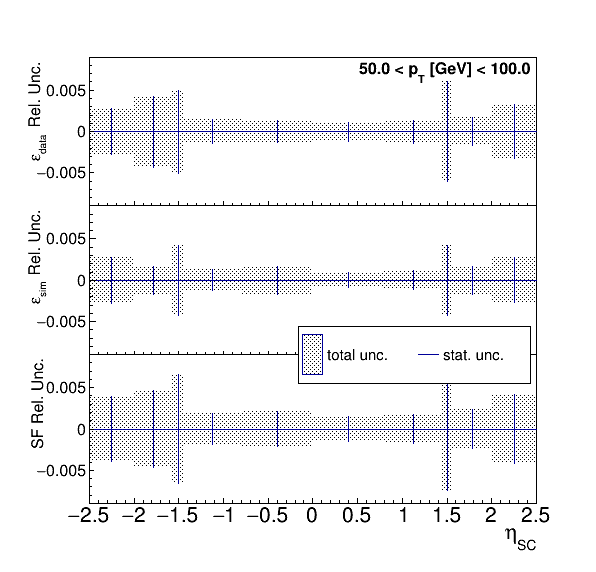 50.0 < p_T [GeV] < 100.0
ε_data Rel. Unc.
0.005
0
−0.005
ε_sim Rel. Unc.
0.005
0
−0.005
total unc. stat. unc.
SF Rel. Unc.
0.005
0
−0.005
−2.5 −2 −1.5 −1 −0.5 0 0.5 1 1.5 2 2.5
η_SC